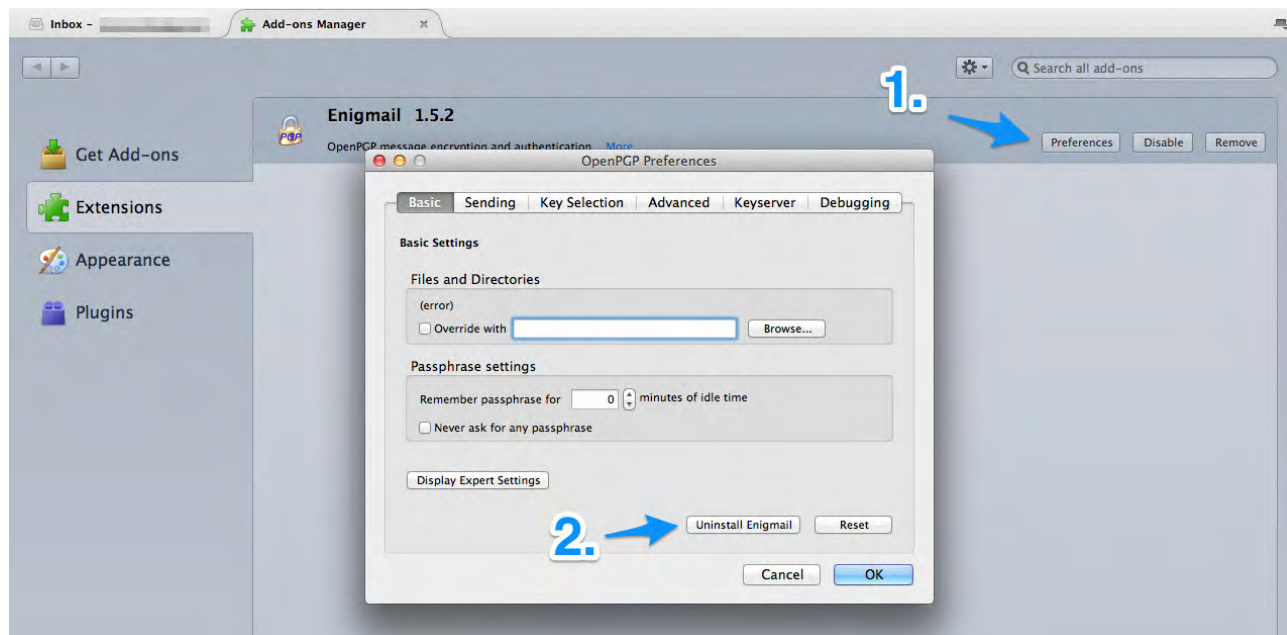 Inbox -
Add-ons Manager
Search all add-ons
1.
Enigmail 1.5.2
PGP
OpenPGP message encryption and authentication More
Preferences
Disable
Remove
Get Add-ons
Extensions
Appearance
Plugins
OpenPGP Preferences
Basic Sending Key Selection Advanced Keyserver Debugging
Basic Settings
Files and Directories
(error)
Override with
Browse...
Passphrase settings
Remember passphrase for 0 minutes of idle time
Never ask for any passphrase
Display Expert Settings
2.
Uninstall Enigmail
Reset
Cancel
OK